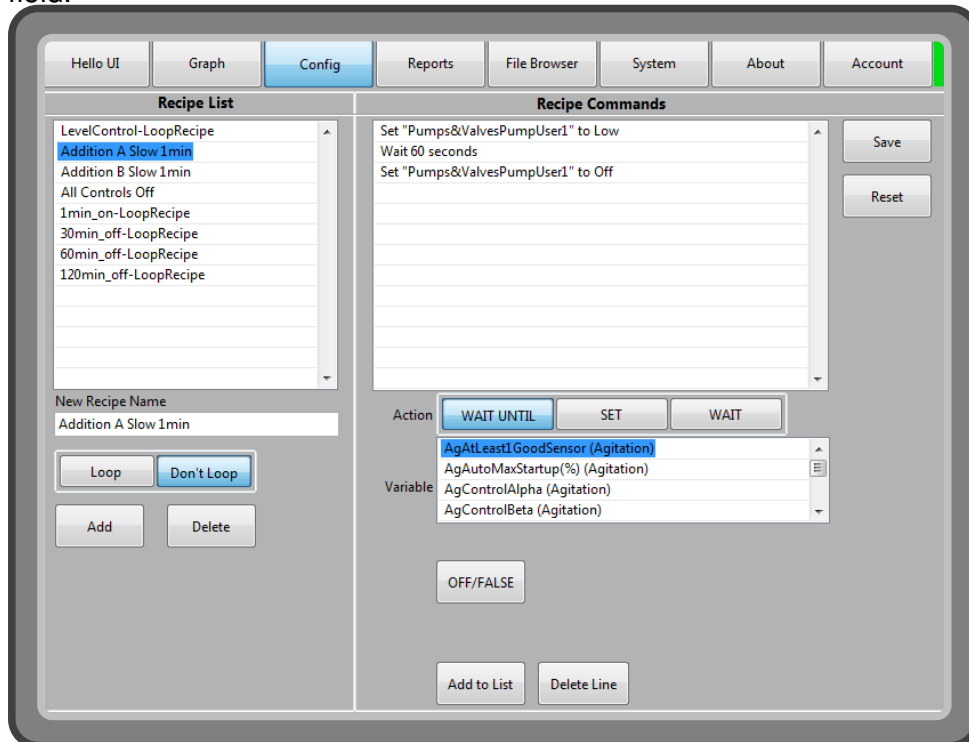 field.
Hello UI
Graph
Config
Reports
File Browser
System
About
Account
Recipe List
LevelControl-LoopRecipe
Addition A Slow 1min
Addition B Slow 1min
All Controls Off
1min_on-LoopRecipe
30min_off-LoopRecipe
60min_off-LoopRecipe
120min_off-LoopRecipe
New Recipe Name
Addition A Slow 1min
Loop
Don't Loop
Add
Delete
Recipe Commands
Set "Pumps&ValvesPumpUser1" to Low
Wait 60 seconds
Set "Pumps&ValvesPumpUser1" to Off
Save
Reset
Action
WAIT UNTIL
SET
WAIT
Variable
AgAtLeast1GoodSensor (Agitation)
AgAutoMaxStartup(%) (Agitation)
AgControlAlpha (Agitation)
AgControlBeta (Agitation)
OFF/FALSE
Add to List
Delete Line